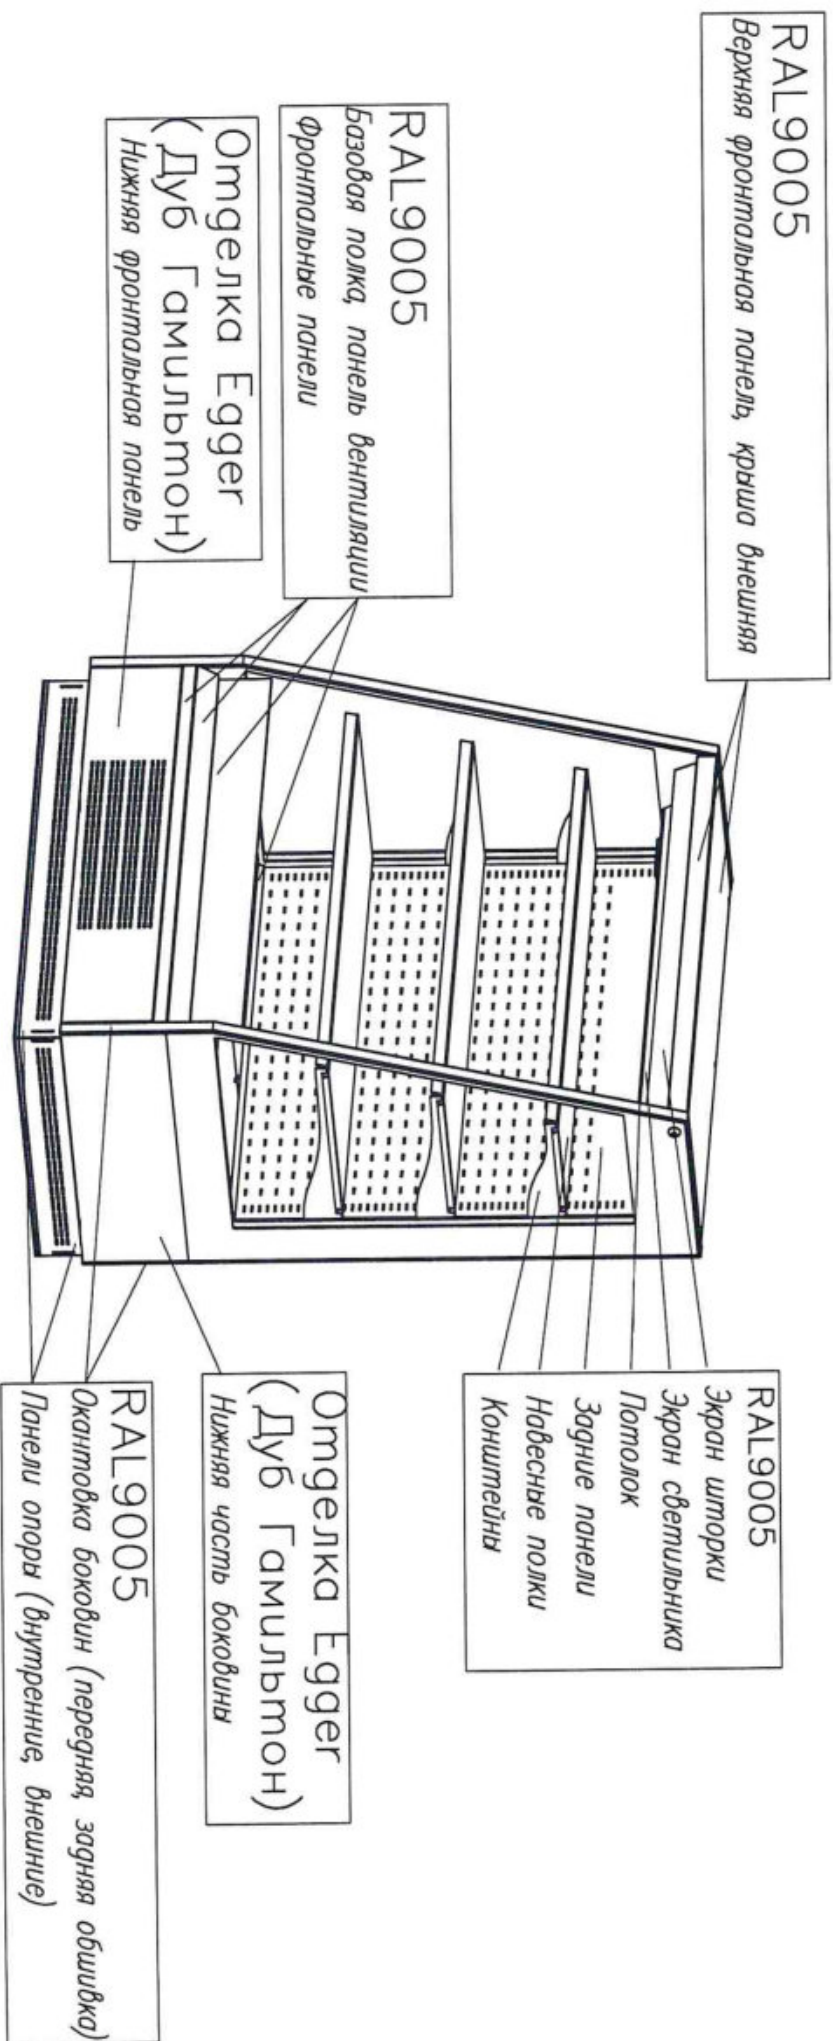 RAL9005
Верхняя фронтальная панель, крыша внешняя
RAL9005
Базовая полка, панель вентиляции
Фронтальные панели
Отделка Egger
(Дуб Гамильтон)
Нижняя фронтальная панель
RAL9005
Экран шторки
Экран светильника
Потолок
Задние панели
Навесные полки
Конштейны
Отделка Egger
(Дуб Гамильтон)
Нижняя часть боковины
RAL9005
Окантовка боковин (передняя, задняя обшивка)
Панели опоры (внутренние, внешние)